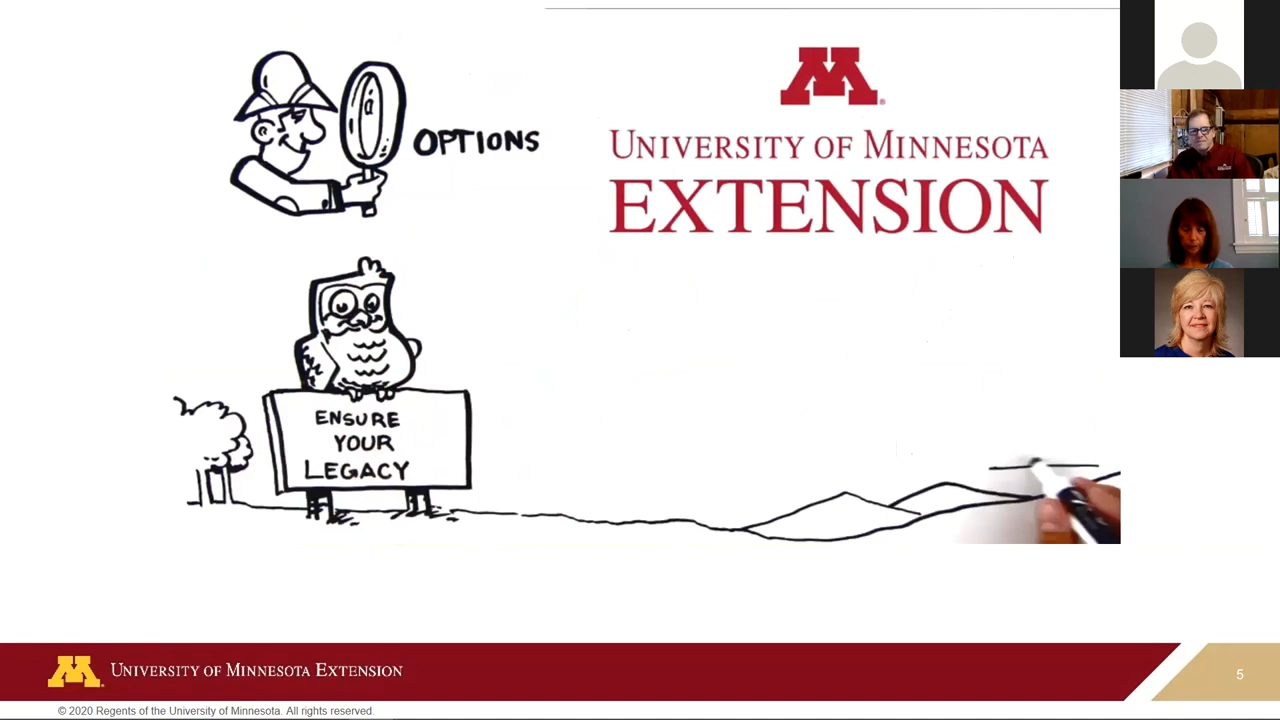 OPTIONS
UNIVERSITY OF MINNESOTA
EXTENSION
ENSURE
YOUR
LEGACY
UNIVERSITY OF MINNESOTA EXTENSION
5
© 2020 Regents of the University of Minnesota. All rights reserved.